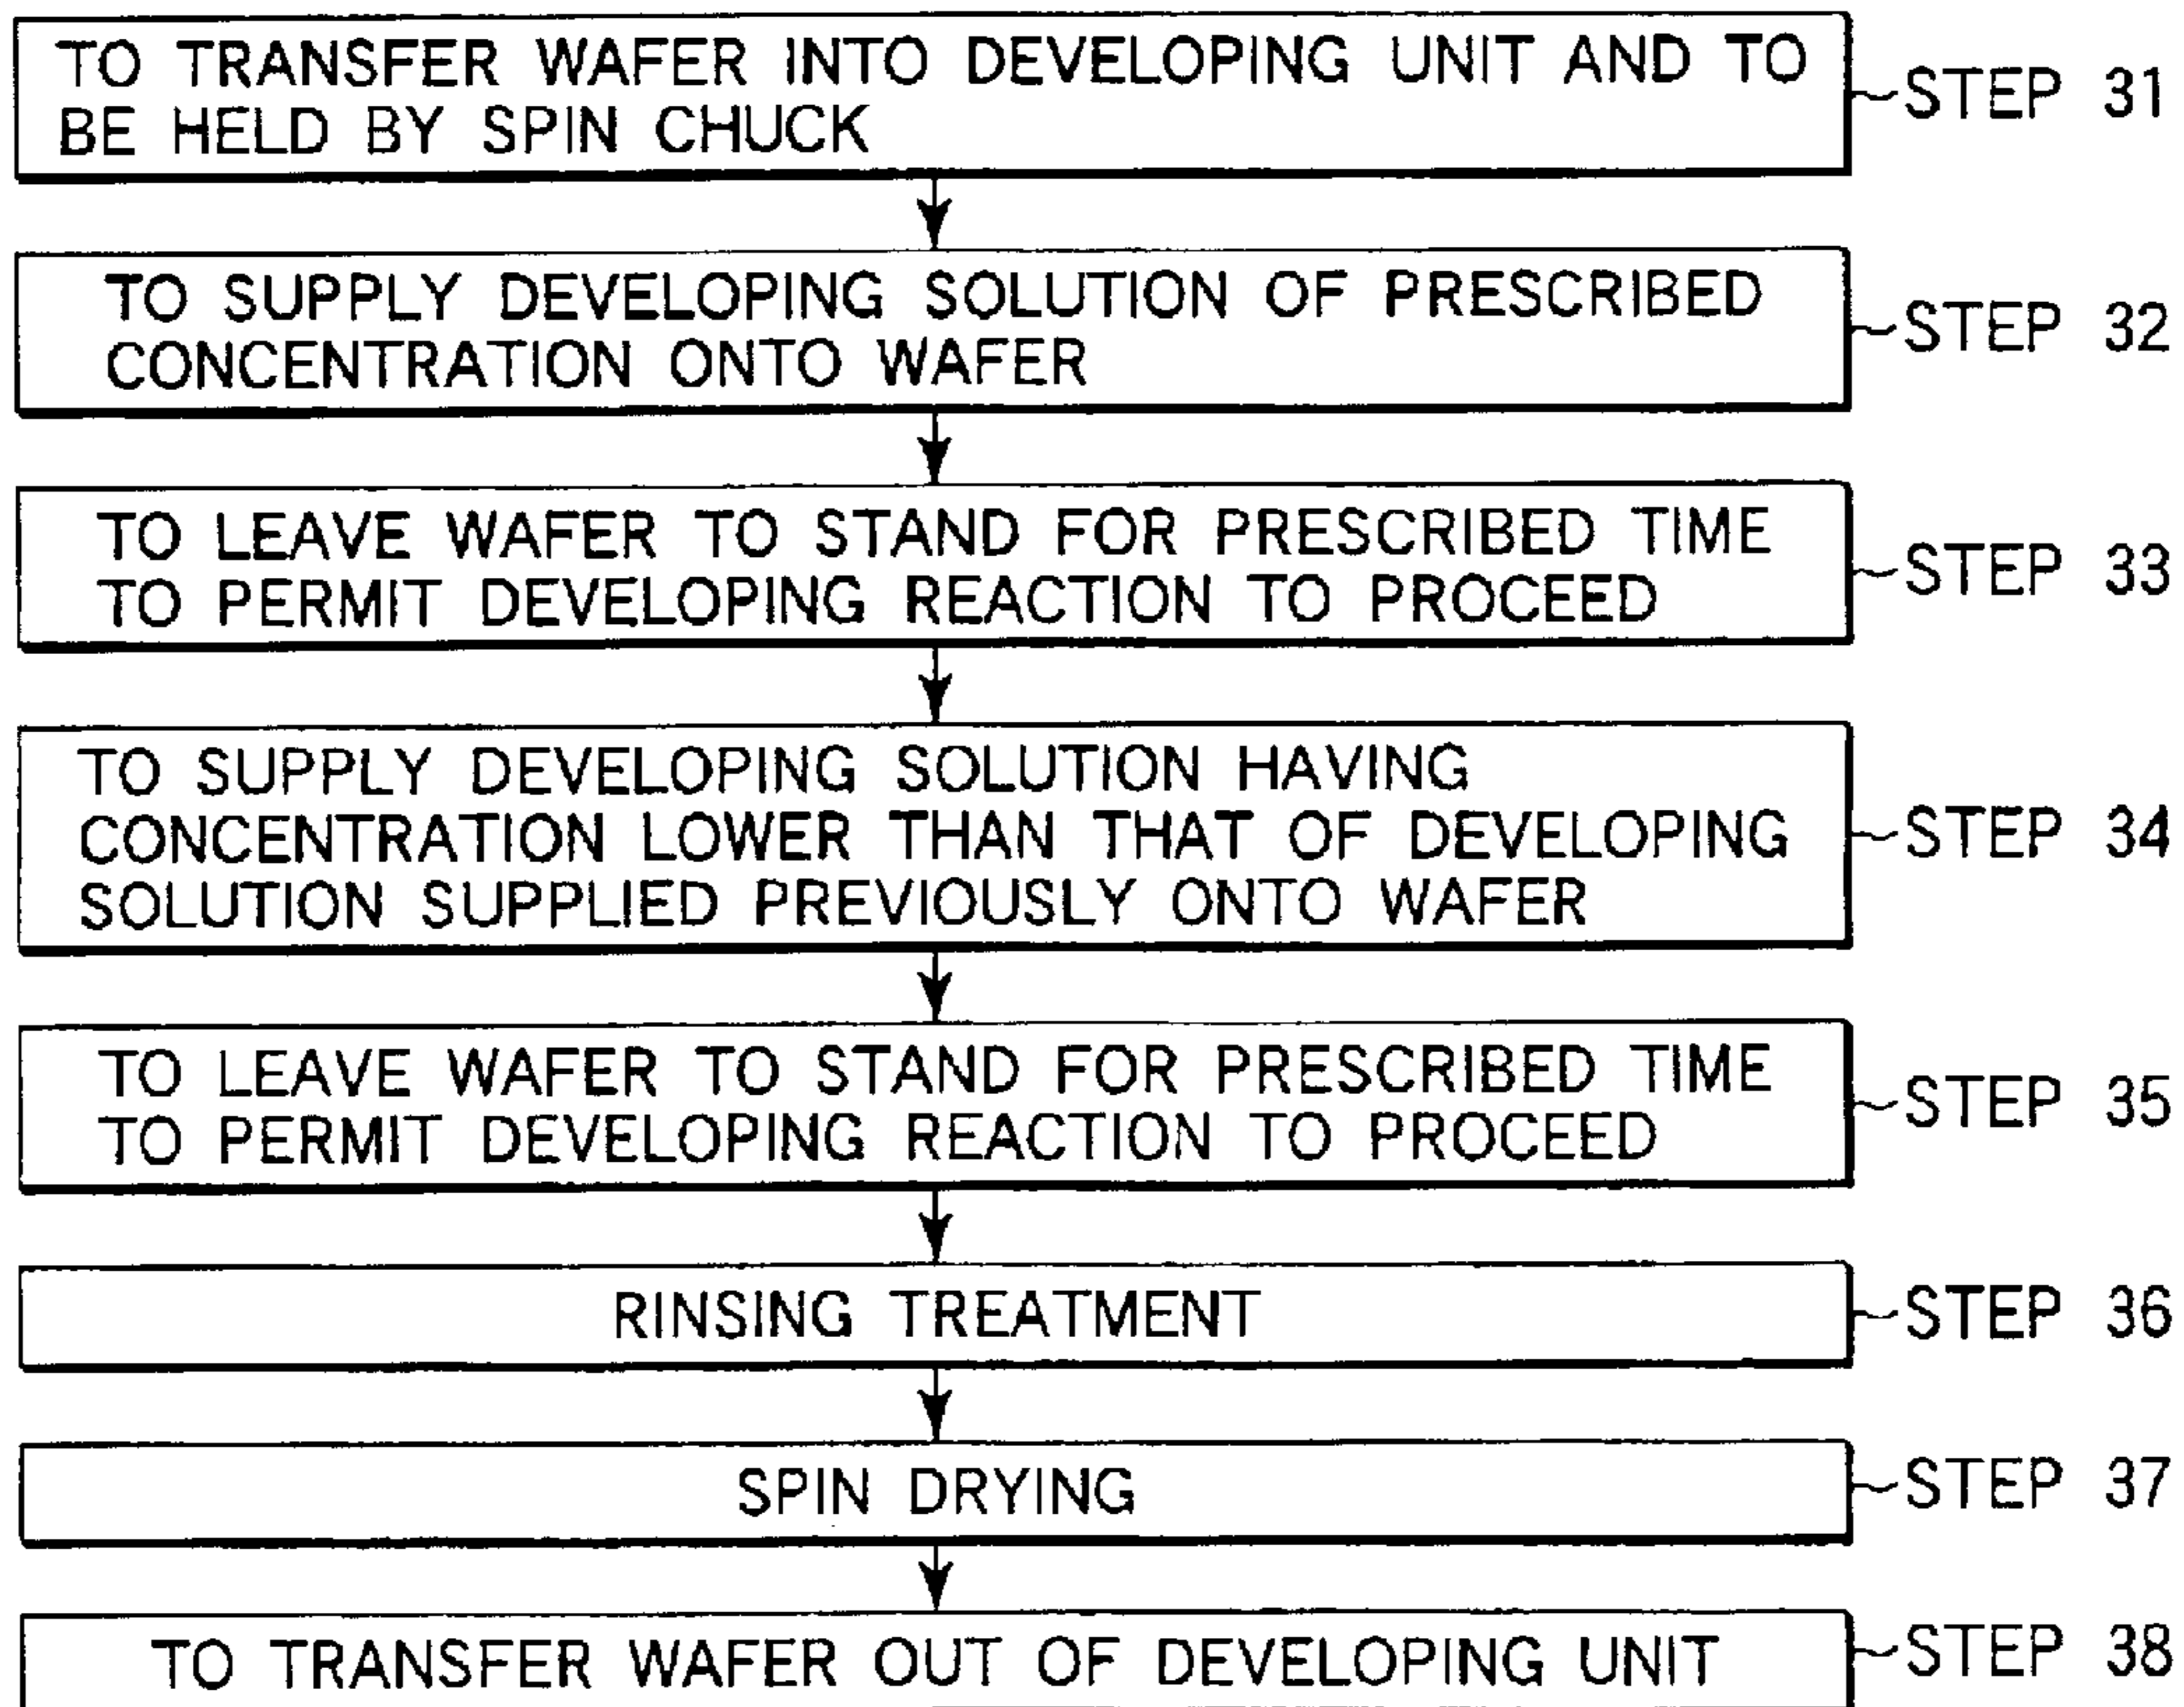 TO TRANSFER WAFER INTO DEVELOPING UNIT AND TO
BE HELD BY SPIN CHUCK
STEP 31
TO SUPPLY DEVELOPING SOLUTION OF PRESCRIBED
CONCENTRATION ONTO WAFER
STEP 32
TO LEAVE WAFER TO STAND FOR PRESCRIBED TIME
TO PERMIT DEVELOPING REACTION TO PROCEED
STEP 33
TO SUPPLY DEVELOPING SOLUTION HAVING
CONCENTRATION LOWER THAN THAT OF DEVELOPING
SOLUTION SUPPLIED PREVIOUSLY ONTO WAFER
STEP 34
TO LEAVE WAFER TO STAND FOR PRESCRIBED TIME
TO PERMIT DEVELOPING REACTION TO PROCEED
STEP 35
RINSING TREATMENT
STEP 36
SPIN DRYING
STEP 37
TO TRANSFER WAFER OUT OF DEVELOPING UNIT
STEP 38